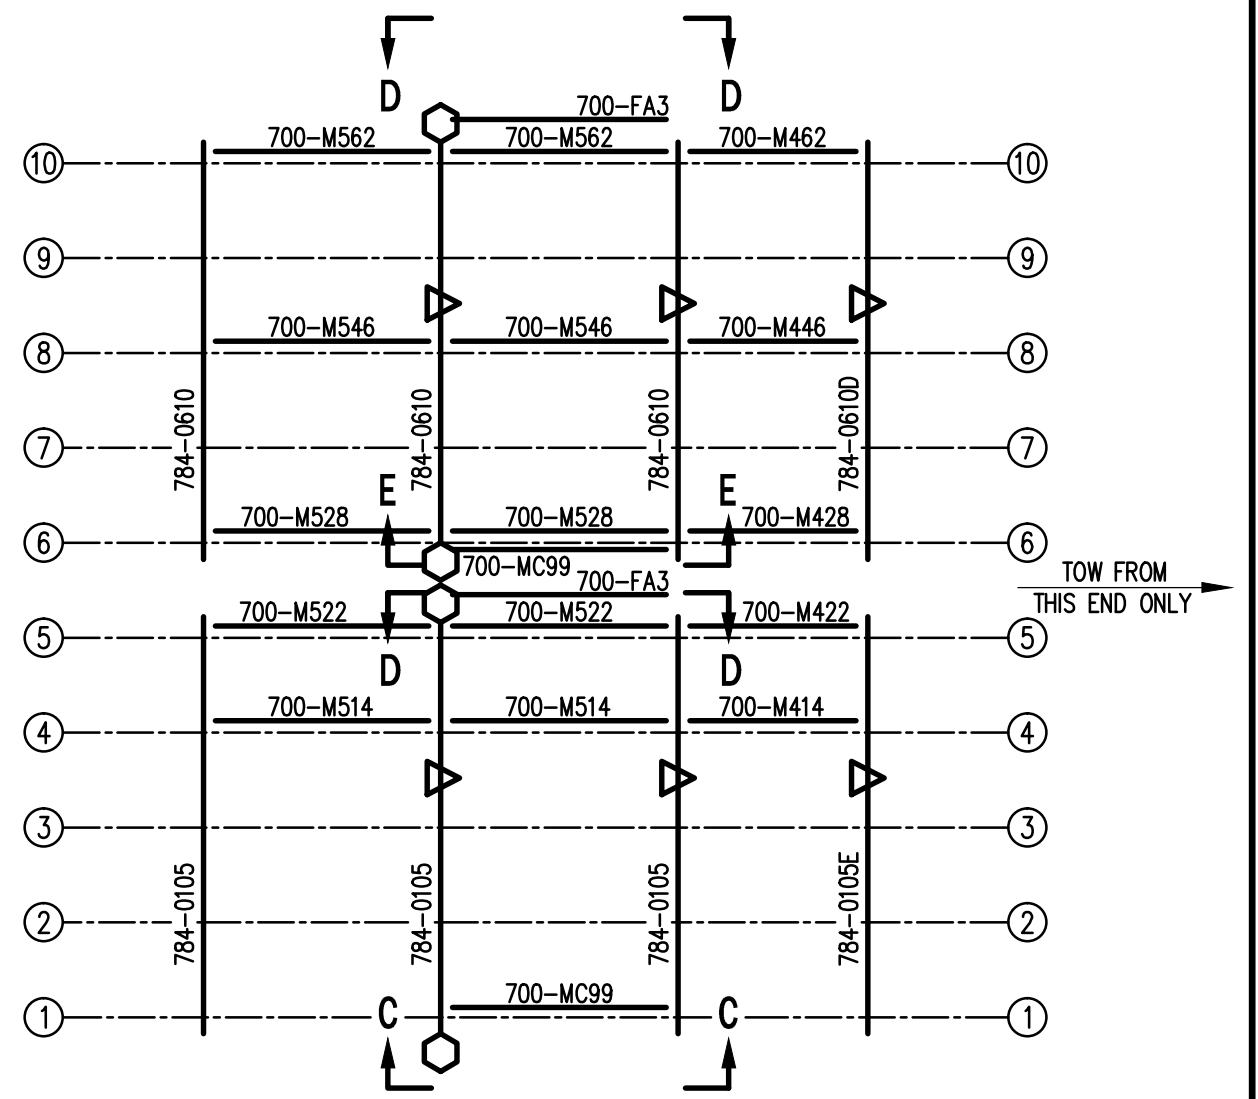 D D
700-FA3
700-M562 700-M562 700-M462
10 10
9 9
700-M546 700-M546 700-M446
8 8
784-0610 784-0610 784-0610 784-0610D
7 7
E E
700-M528 700-M528 700-M428
6 6
700-MC99
TOW FROM
THIS END ONLY
700-FA3
700-M522 700-M522 700-M422
5 5
D D
700-M514 700-M514 700-M414
4 4
3 3
784-0105 784-0105 784-0105 784-0105E
2 2
700-MC99
C C
1 1